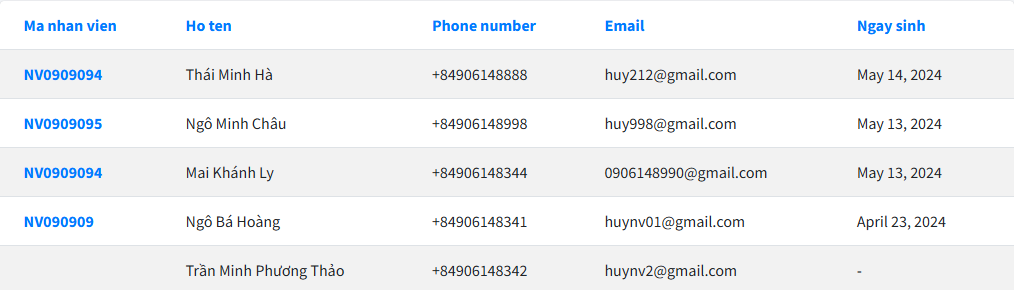 Ma nhan vien Ho ten Phone number Email Ngay sinh
NV0909094 Thái Minh Hà +84906148888 huy212@gmail.com May 14, 2024
NV0909095 Ngô Minh Châu +84906148998 huy998@gmail.com May 13, 2024
NV0909094 Mai Khánh Ly +84906148344 0906148990@gmail.com May 13, 2024
NV090909 Ngô Bá Hoàng +84906148341 huynv01@gmail.com April 23, 2024
Trần Minh Phương Thảo +84906148342 huynv2@gmail.com -